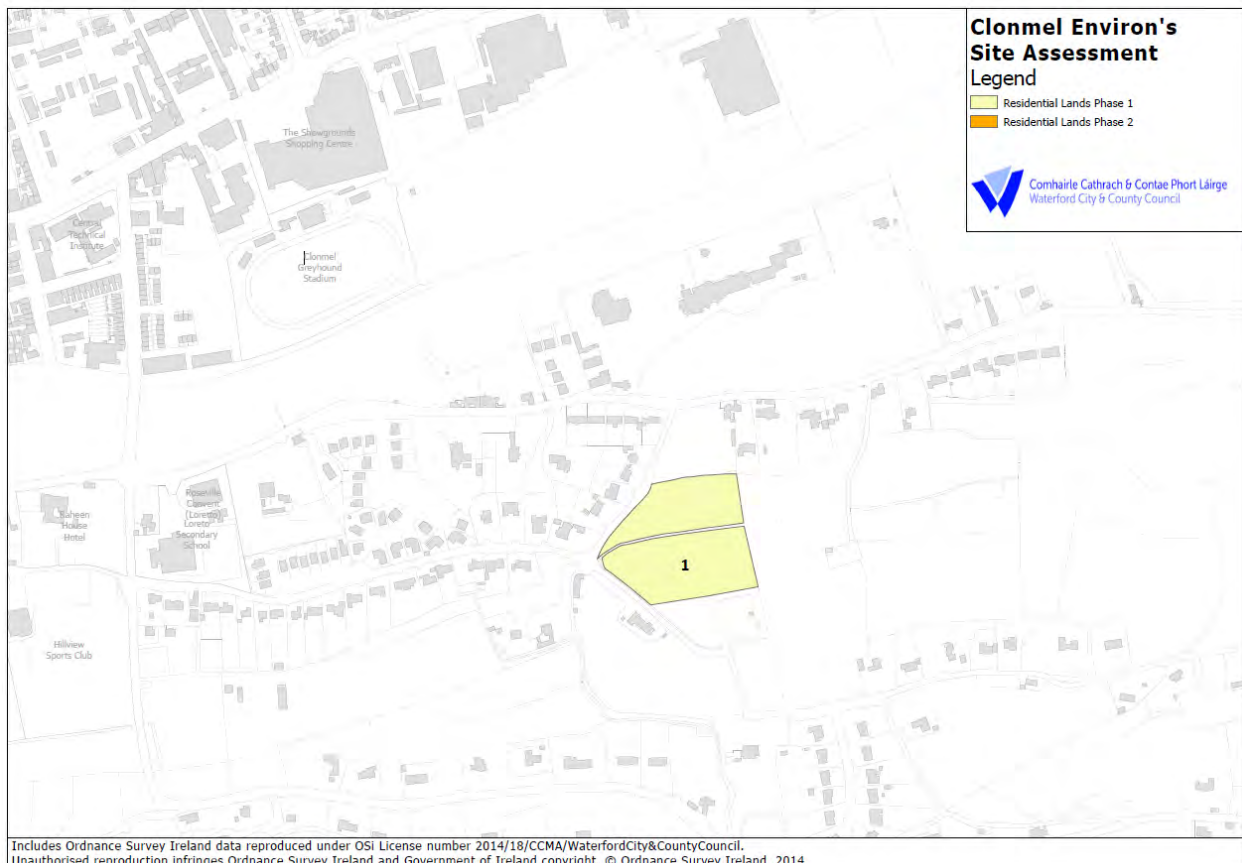 Clonmel Environ's
Site Assessment
Legend
Residential Lands Phase 1
Residential Lands Phase 2
Comhairle Cathrach & Contae Phort Láirge
Waterford City & County Council
The Showgrounds
Shopping Centre
Central
Technical
Institute
Clonmel
Greyhound
Stadium
Raheen
House
Hotel
Roseville
Convent
(Loreto)
Loreto
Secondary
School
1
Hillview
Sports Club
Includes Ordnance Survey Ireland data reproduced under OSi License number 2014/18/CCMA/WaterfordCity&CountyCouncil.
Unauthorised reproduction infringes Ordnance Survey Ireland and Government of Ireland copyright. © Ordnance Survey Ireland, 2014